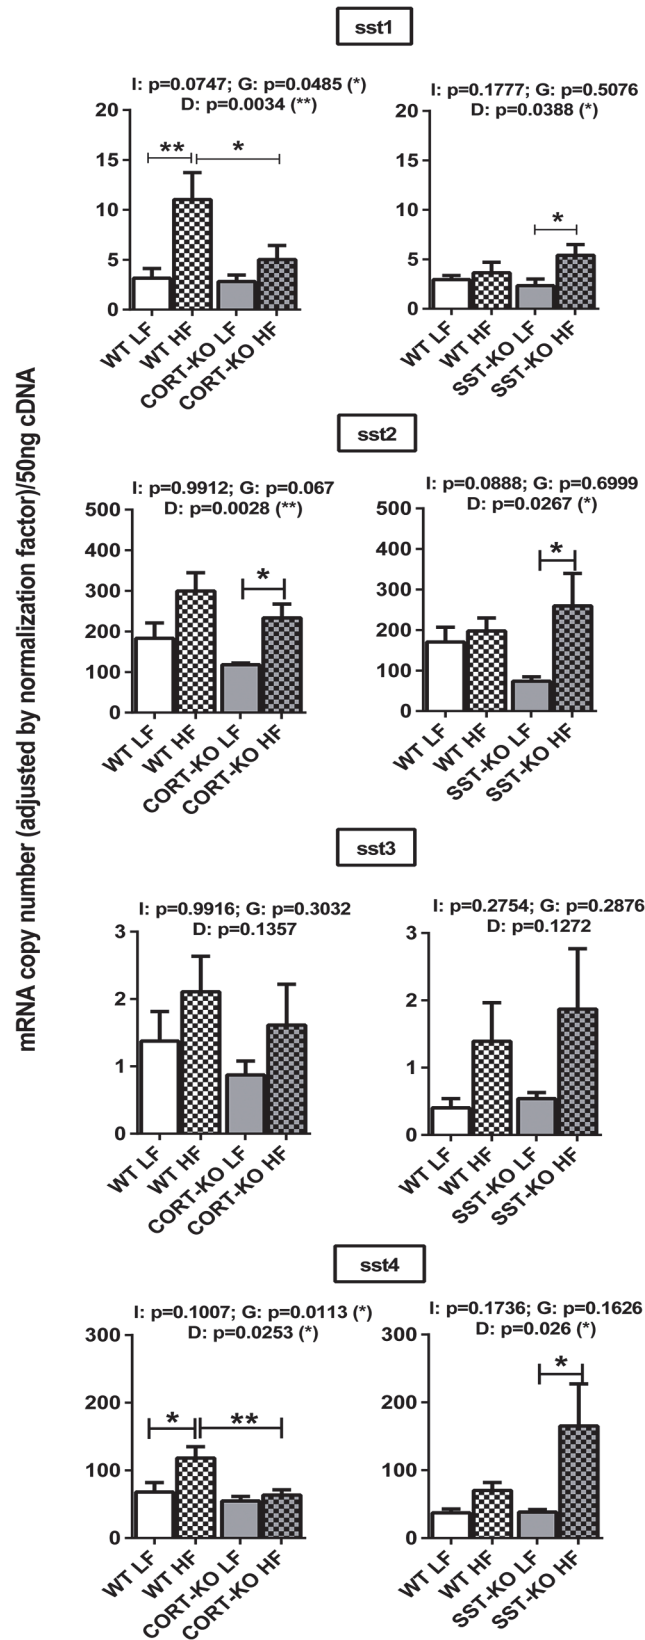 sst1
I: p=0.0747; G: p=0.0485 (*)
D: p=0.0034 (**)
20
15
10
5
0
**
*
WT LF
WT HF
CORT-KO LF
CORT-KO HF
I: p=0.1777; G: p=0.5076
D: p=0.0388 (*)
20
15
10
5
0
*
WT LF
WT HF
SST-KO LF
SST-KO HF
mRNA copy number (adjusted by normalization factor)/50ng cDNA
sst2
I: p=0.9912; G: p=0.067
D: p=0.0028 (**)
500
400
300
200
100
0
*
WT LF
WT HF
CORT-KO LF
CORT-KO HF
I: p=0.0888; G: p=0.6999
D: p=0.0267 (*)
500
400
300
200
100
0
*
WT LF
WT HF
SST-KO LF
SST-KO HF
sst3
I: p=0.9916; G: p=0.3032
D: p=0.1357
3
2
1
0
WT LF
WT HF
CORT-KO LF
CORT-KO HF
I: p=0.2754; G: p=0.2876
D: p=0.1272
3
2
1
0
WT LF
WT HF
SST-KO LF
SST-KO HF
sst4
I: p=0.1007; G: p=0.0113 (*)
D: p=0.0253 (*)
300
200
100
0
*
**
WT LF
WT HF
CORT-KO LF
CORT-KO HF
I: p=0.1736; G: p=0.1626
D: p=0.026 (*)
300
200
100
0
*
WT LF
WT HF
SST-KO LF
SST-KO HF